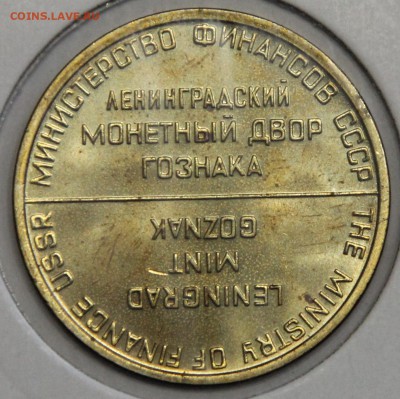 COINS.LAVE.RU
МИНИСТЕРСТВО ФИНАНСОВ СССР
ЛЕНИНГРАДСКИЙ
МОНЕТНЫЙ ДВОР
ГОЗНАКА
THE MINISTRY OF FINANCE USSR
LENINGRAD
MINT
GOZNAK